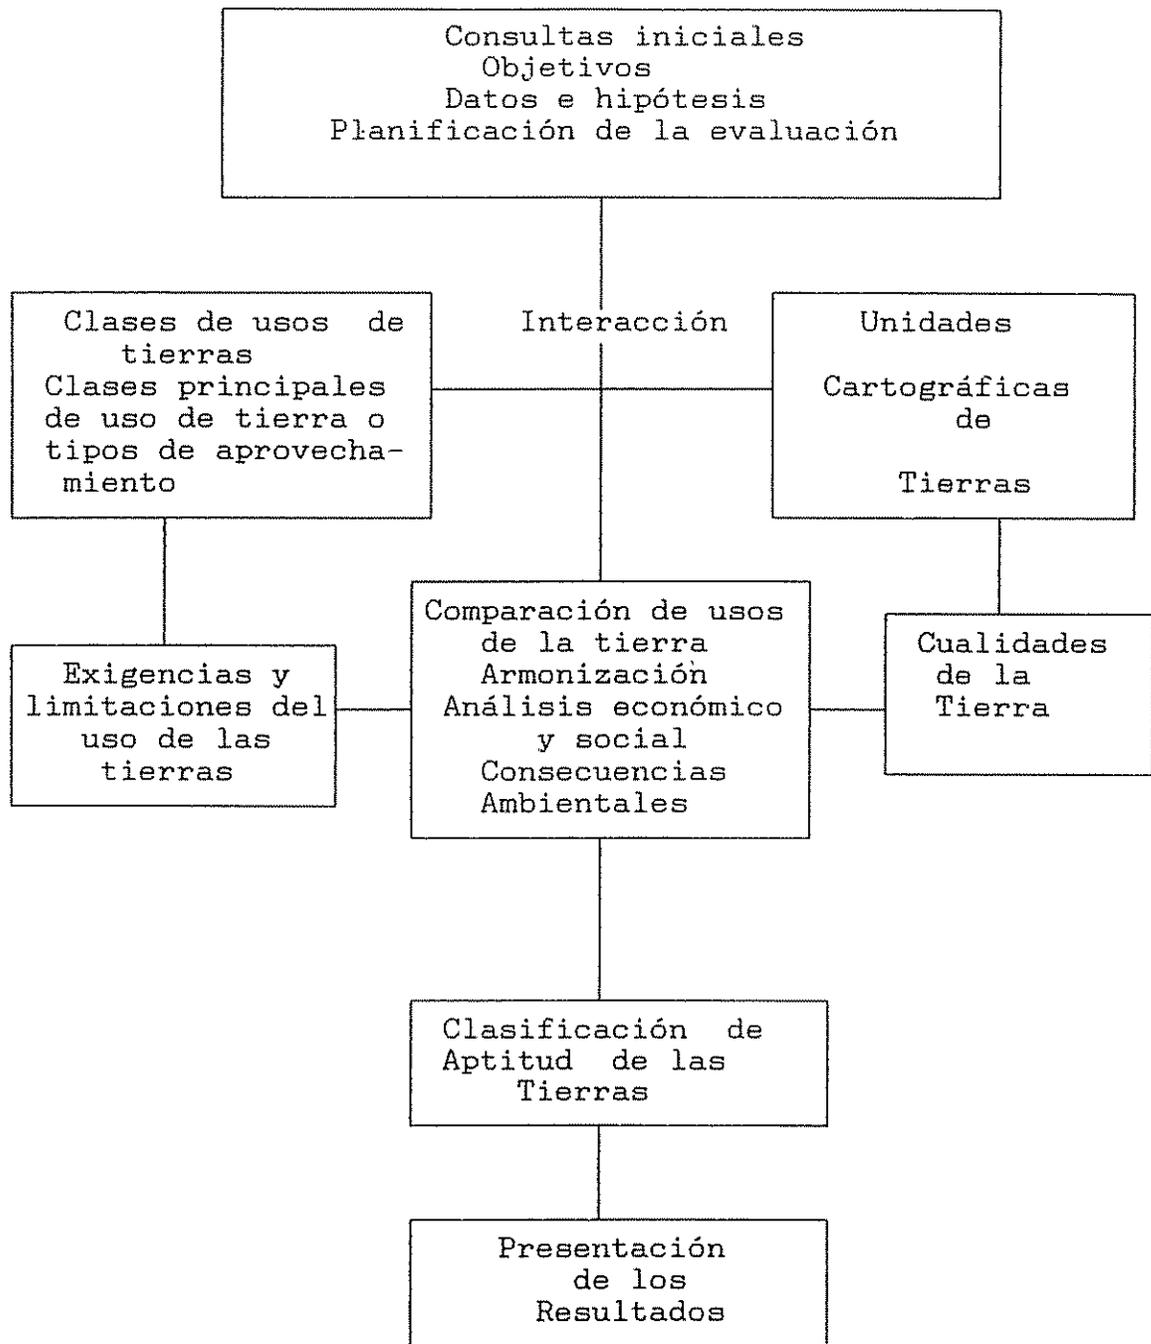 Consultas iniciales
Objetivos
Datos e hipótesis
Planificación de la evaluación
Clases de usos de
tierras
Clases principales
de uso de tierra o
tipos de aprovecha-
miento
Interacción
Unidades
Cartográficas
de
Tierras
Exigencias y
limitaciones del
uso de las
tierras
Comparación de usos
de la tierra
Armonización
Análisis económico
y social
Consecuencias
Ambientales
Cualidades
de la
Tierra
Clasificación de
Aptitud de las
Tierras
Presentación
de los
Resultados